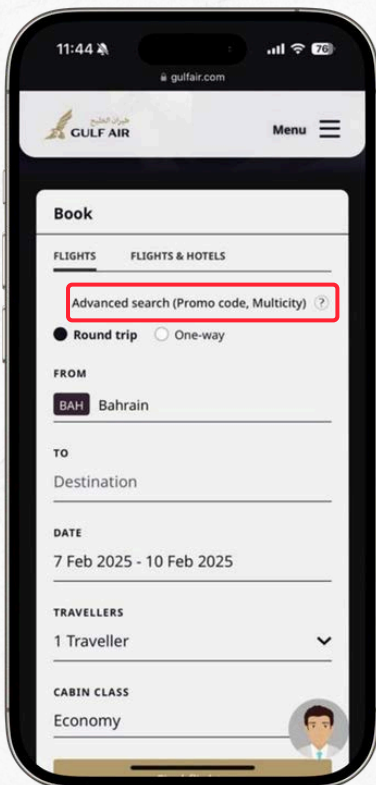 11:44
76
gulfair.com
طيران الخليج
GULF AIR
Menu
Book
FLIGHTS FLIGHTS & HOTELS
Advanced search (Promo code, Multicity) ?
Round trip One-way
FROM
BAH Bahrain
TO
Destination
DATE
7 Feb 2025 - 10 Feb 2025
TRAVELLERS
1 Traveller
CABIN CLASS
Economy